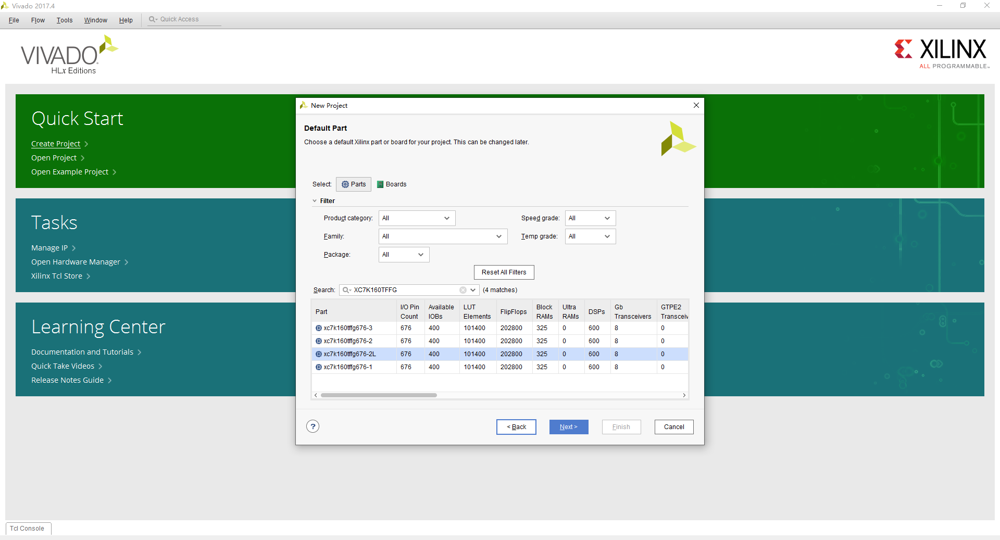 Vivado 2017.4
File Flow Tools Window Help Quick Access
VIVADO
HLx Editions
XILINX
ALL PROGRAMMABLE™
Quick Start
Create Project
Open Project
Open Example Project
Tasks
Manage IP
Open Hardware Manager
Xilinx Tcl Store
Learning Center
Documentation and Tutorials
Quick Take Videos
Release Notes Guide
New Project
Default Part
Choose a default Xilinx part or board for your project. This can be changed later.
Select: Parts Boards
Filter
Product category: All Speed grade: All
Family: All Temp grade: All
Package: All
Reset All Filters
Search: XC7K160TFFG (4 matches)
Part I/O Pin Count Available IOBs LUT Elements FlipFlops Block RAMs Ultra RAMs DSPs Gb Transceivers GTPE2 Transceiv
xc7k160tffg676-3 676 400 101400 202800 325 0 600 8 0
xc7k160tffg676-2 676 400 101400 202800 325 0 600 8 0
xc7k160tffg676-2L 676 400 101400 202800 325 0 600 8 0
xc7k160tffg676-1 676 400 101400 202800 325 0 600 8 0
? < Back Next > Finish Cancel
Tcl Console